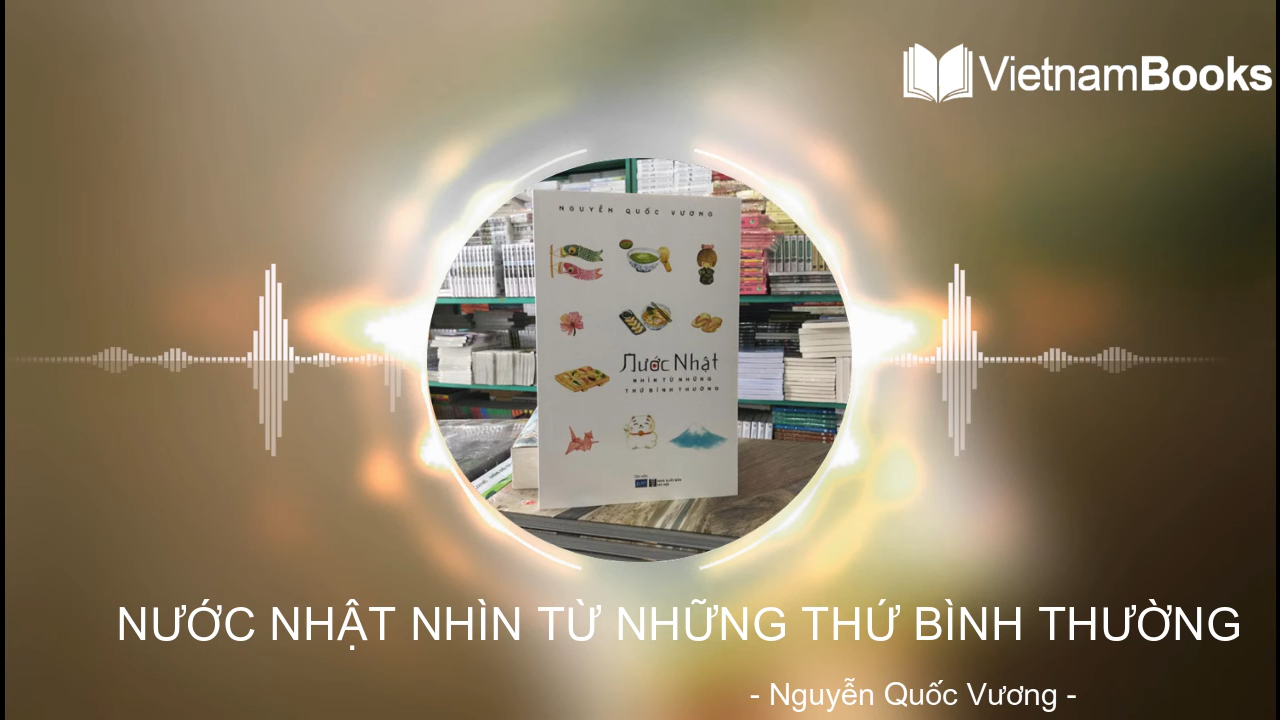 VietnamBooks
NGUYỄN QUỐC VƯƠNG
Nước Nhật
NHÌN TỪ NHỮNG
THỨ BÌNH THƯỜNG
NƯỚC NHẬT NHÌN TỪ NHỮNG THỨ BÌNH THƯỜNG
- Nguyễn Quốc Vương -